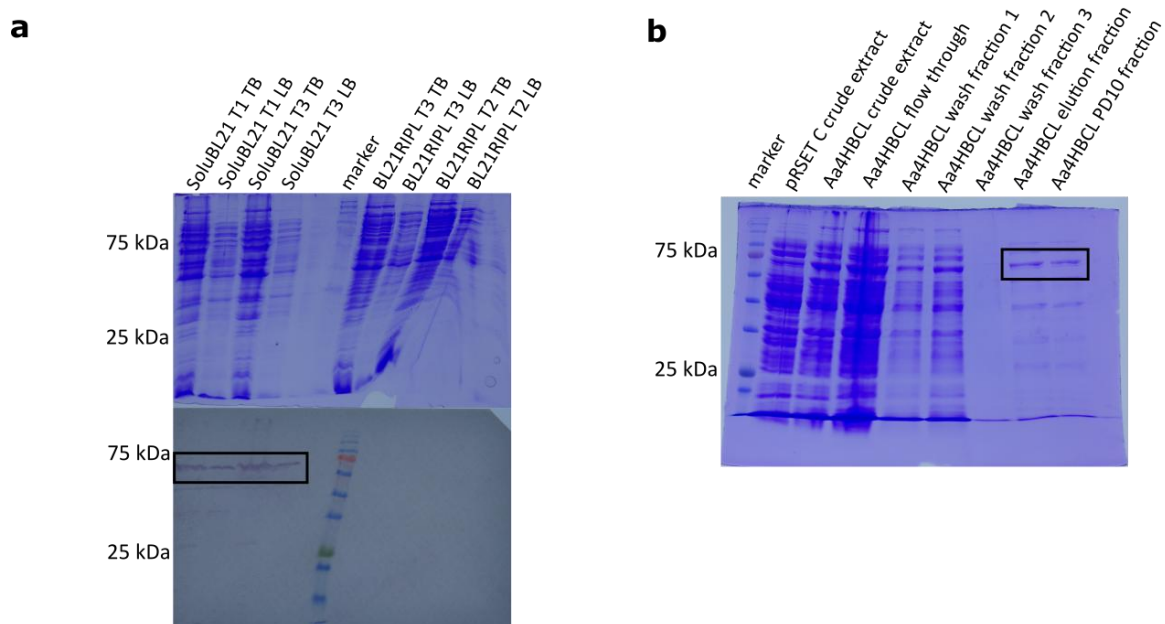 a
SoluBL21 T1 TB
SoluBL21 T1 LB
SoluBL21 T3 TB
SoluBL21 T3 LB
marker
BL21RIPL T3 TB
BL21RIPL T3 LB
BL21RIPL T2 TB
BL21RIPL T2 LB
75 kDa
25 kDa
75 kDa
25 kDa
b
marker
pRSET C crude extract
Aa4HBCL crude extract
Aa4HBCL flow through
Aa4HBCL wash fraction 1
Aa4HBCL wash fraction 2
Aa4HBCL wash fraction 3
Aa4HBCL elution fraction
Aa4HBCL PD10 fraction
75 kDa
25 kDa